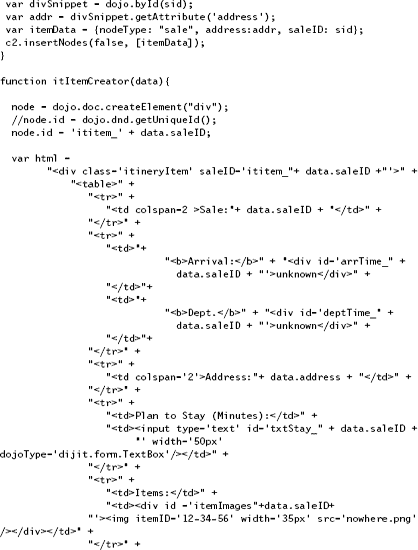 var divSnippet = dojo.byId(sid);
var addr = divSnippet.getAttribute('address');
var itemData = {nodeType: "sale", address:addr, saleID: sid};
c2.insertNodes(false, [itemData]);
}
function itItemCreator(data){
node = dojo.doc.createElement("div");
//node.id = dojo.dnd.getUniqueId();
node.id = 'ititem_' + data.saleID;
var html =
"<div class='itineryItem' saleID='ititem_"+ data.saleID +"'>" +
"<table>" +
"<tr>" +
"<td colspan=2 >Sale:"+ data.saleID + "</td>" +
"</tr>" +
"<tr>" +
"<td>"+
"<b>Arrival:</b>" + "<div id='arrTime_" +
data.saleID + "'>unknown</div>" +
"</td>"+
"<td>"+
"<b>Dept.</b>" + "<div id='deptTime_" +
data.saleID + "'>unknown</div>" +
"</td>"+
"</tr>" +
"<tr>" +
"<td colspan='2'>Address:"+ data.address + "</td>" +
"</tr>" +
"<tr>" +
"<td>Plan to Stay (Minutes):</td>" +
"<td><input type='text' id='txtStay_" + data.saleID +
"' width='50px'
dojoType='dijit.form.TextBox'/></td>" +
"</tr>" +
"<tr>" +
"<td>Items:</td>" +
"<td><div id ='itemImages"+data.saleID+
"'><img itemID='12-34-56' width='35px' src='nowhere.png'
/></div></td>" +
"</tr>" +